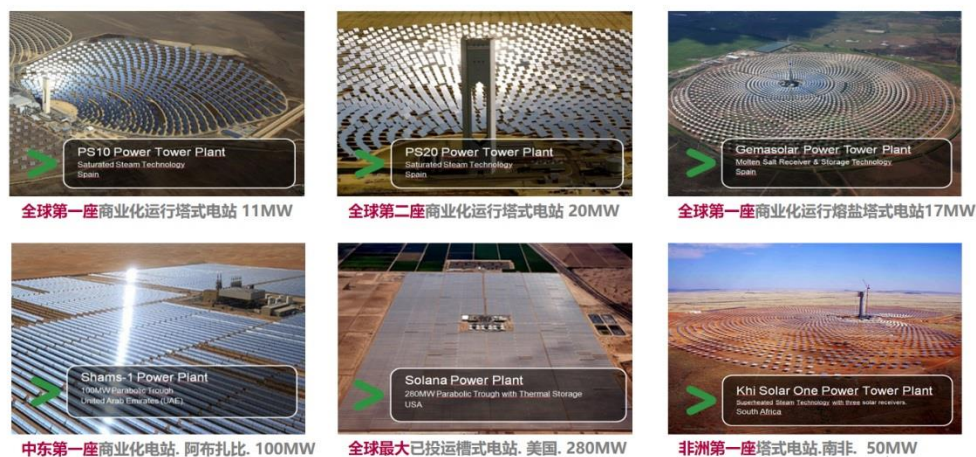 PS10 Power Tower Plant
Saturated Steam Technology
Spain
全球第一座商业化运行塔式电站 11MW
PS20 Power Tower Plant
Saturated Steam Technology
Spain
全球第二座商业化运行塔式电站 20MW
Gemasolar Power Tower Plant
Molten Salt Receiver & Storage Technology
Spain
全球第一座商业化运行熔盐塔式电站17MW
Shams-1 Power Plant
100MW Parabolic Trough
United Arab Emirates (UAE)
中东第一座商业化电站. 阿布扎比. 100MW
Solana Power Plant
280MW Parabolic Trough with Thermal Storage
USA
全球最大已投运槽式电站. 美国. 280MW
Khi Solar One Power Tower Plant
Superheated Steam Technology with three solar receivers.
South Africa
非洲第一座塔式电站.南非. 50MW